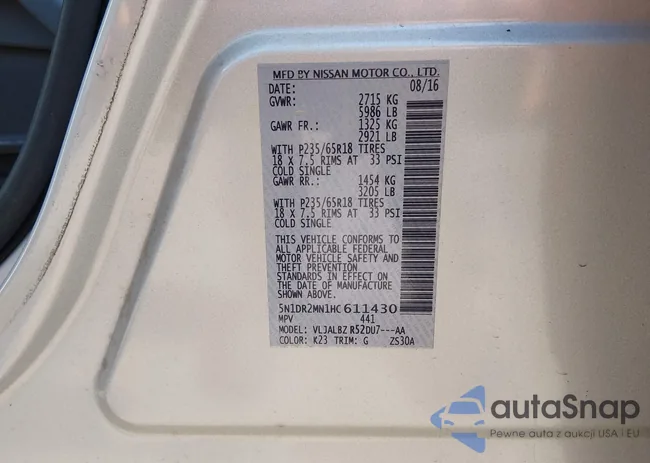 MFD BY NISSAN MOTOR CO., LTD.
DATE: 08/16
GVWR: 2715 KG
5986 LB
GAWR FR.: 1325 KG
2921 LB
WITH P235/65R18 TIRES
18 X 7.5 RIMS AT 33 PSI
COLD SINGLE
GAWR RR.: 1454 KG
3205 LB
WITH P235/65R18 TIRES
18 X 7.5 RIMS AT 33 PSI
COLD SINGLE
THIS VEHICLE CONFORMS TO
ALL APPLICABLE FEDERAL
MOTOR VEHICLE SAFETY AND
THEFT PREVENTION
STANDARDS IN EFFECT ON
THE DATE OF MANUFACTURE
SHOWN ABOVE.
5N1DR2MN1HC611430
MPV 441
MODEL: VLJALBZ R52DU7---AA
COLOR: K23 TRIM: G ZS30A
autaSnap
Pewne auta z aukcji USA i EU